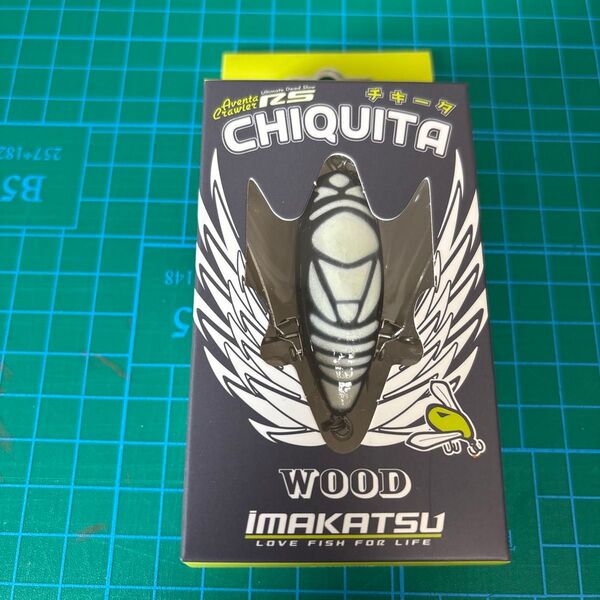 Aventa Crawler
Ultimate Dead Slow
RS
チキータ
CHIQUITA
WOOD
imakatsu
LOVE FISH FOR LIFE
B5
257×182
148
5